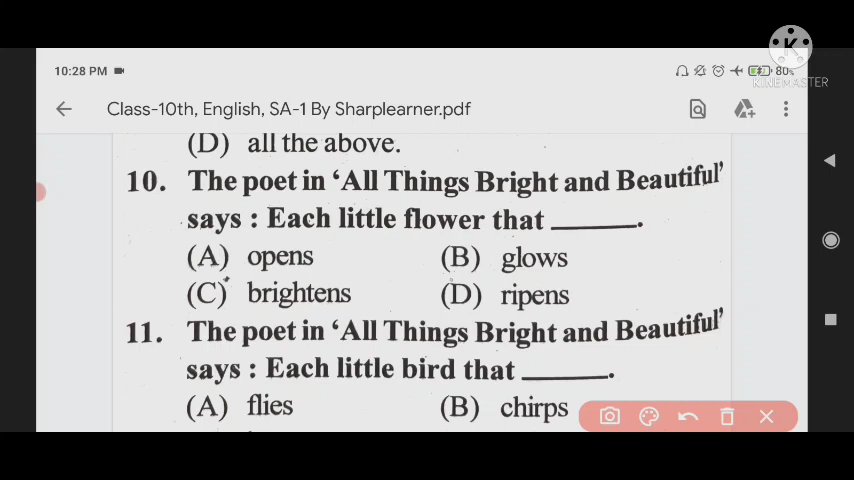 10:28 PM
80%
K
KINEMASTER
Class-10th, English, SA-1 By Sharplearner.pdf
(D) all the above.
10. The poet in ‘All Things Bright and Beautiful’
says : Each little flower that ______.
(A) opens (B) glows
(C) brightens (D) ripens
11. The poet in ‘All Things Bright and Beautiful’
says : Each little bird that ______.
(A) flies (B) chirps